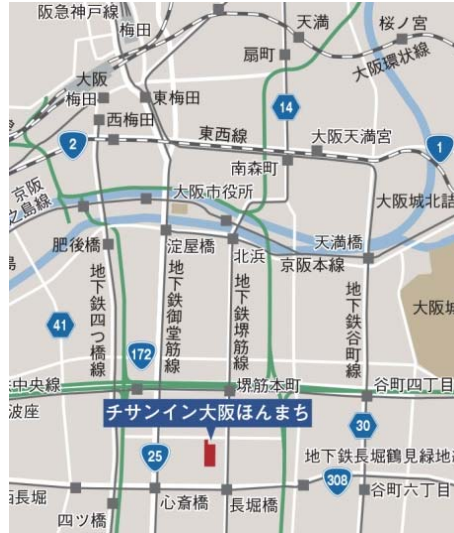 阪急神戸線
梅田
天満
桜ノ宮
扇町
大阪環状線
大阪
梅田
東梅田
14
西梅田
2
東西線
大阪天満宮
1
南森町
京阪
之島線
大阪市役所
大阪城北詰
肥後橋
淀屋橋
北浜
天満橋
京阪本線
島
地下鉄四つ橋線
地下鉄御堂筋線
地下鉄堺筋線
地下鉄谷町線
大阪城
41
172
中央線
堺筋本町
谷町四丁目
波座
チサンイン大阪ほんまち
30
25
地下鉄長堀鶴見緑地
308
西長堀
心斎橋
長堀橋
谷町六丁目
四ツ橋